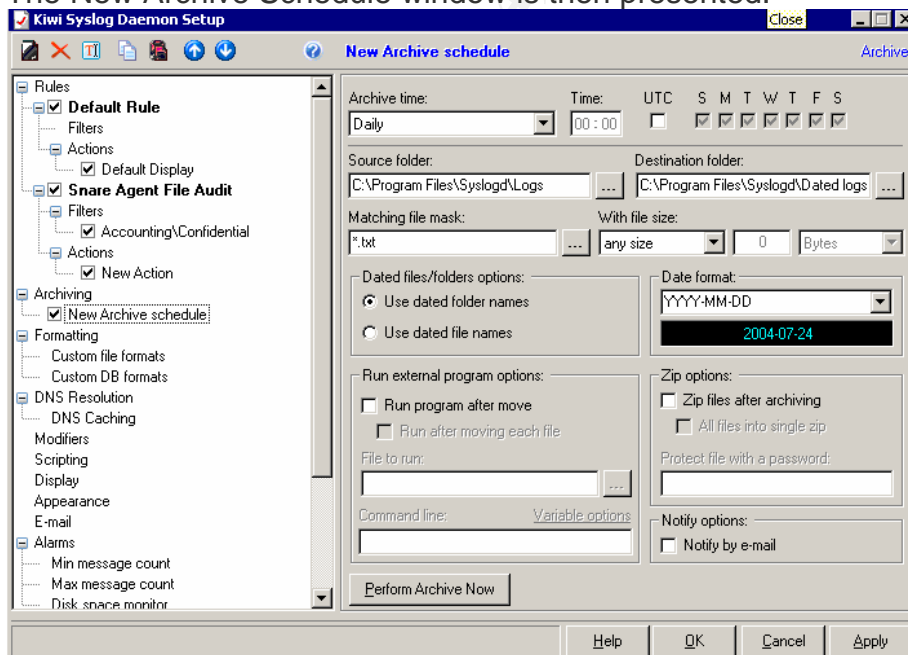 The New Archive Schedule window is then presented.
Kiwi Syslog Daemon Setup
Close
New Archive schedule
Archive
Rules
Default Rule
Filters
Actions
Default Display
Snare Agent File Audit
Filters
Accounting\Confidential
Actions
New Action
Archiving
New Archive schedule
Formatting
Custom file formats
Custom DB formats
DNS Resolution
DNS Caching
Modifiers
Scripting
Display
Appearance
E-mail
Alarms
Min message count
Max message count
Disk space monitor
Archive time: Time: UTC S M T W T F S
Daily 00 : 00
Source folder: Destination folder:
C:\Program Files\Syslogd\Logs ... C:\Program Files\Syslogd\Dated logs ...
Matching file mask: With file size:
*.txt ... any size 0 Bytes
Dated files/folders options:
Use dated folder names
Use dated file names
Date format:
YYYY-MM-DD
2004-07-24
Run external program options:
Run program after move
Run after moving each file
File to run:
...
Command line: Variable options
Zip options:
Zip files after archiving
All files into single zip
Protect file with a password:
Notify options:
Notify by e-mail
Perform Archive Now
Help OK Cancel Apply